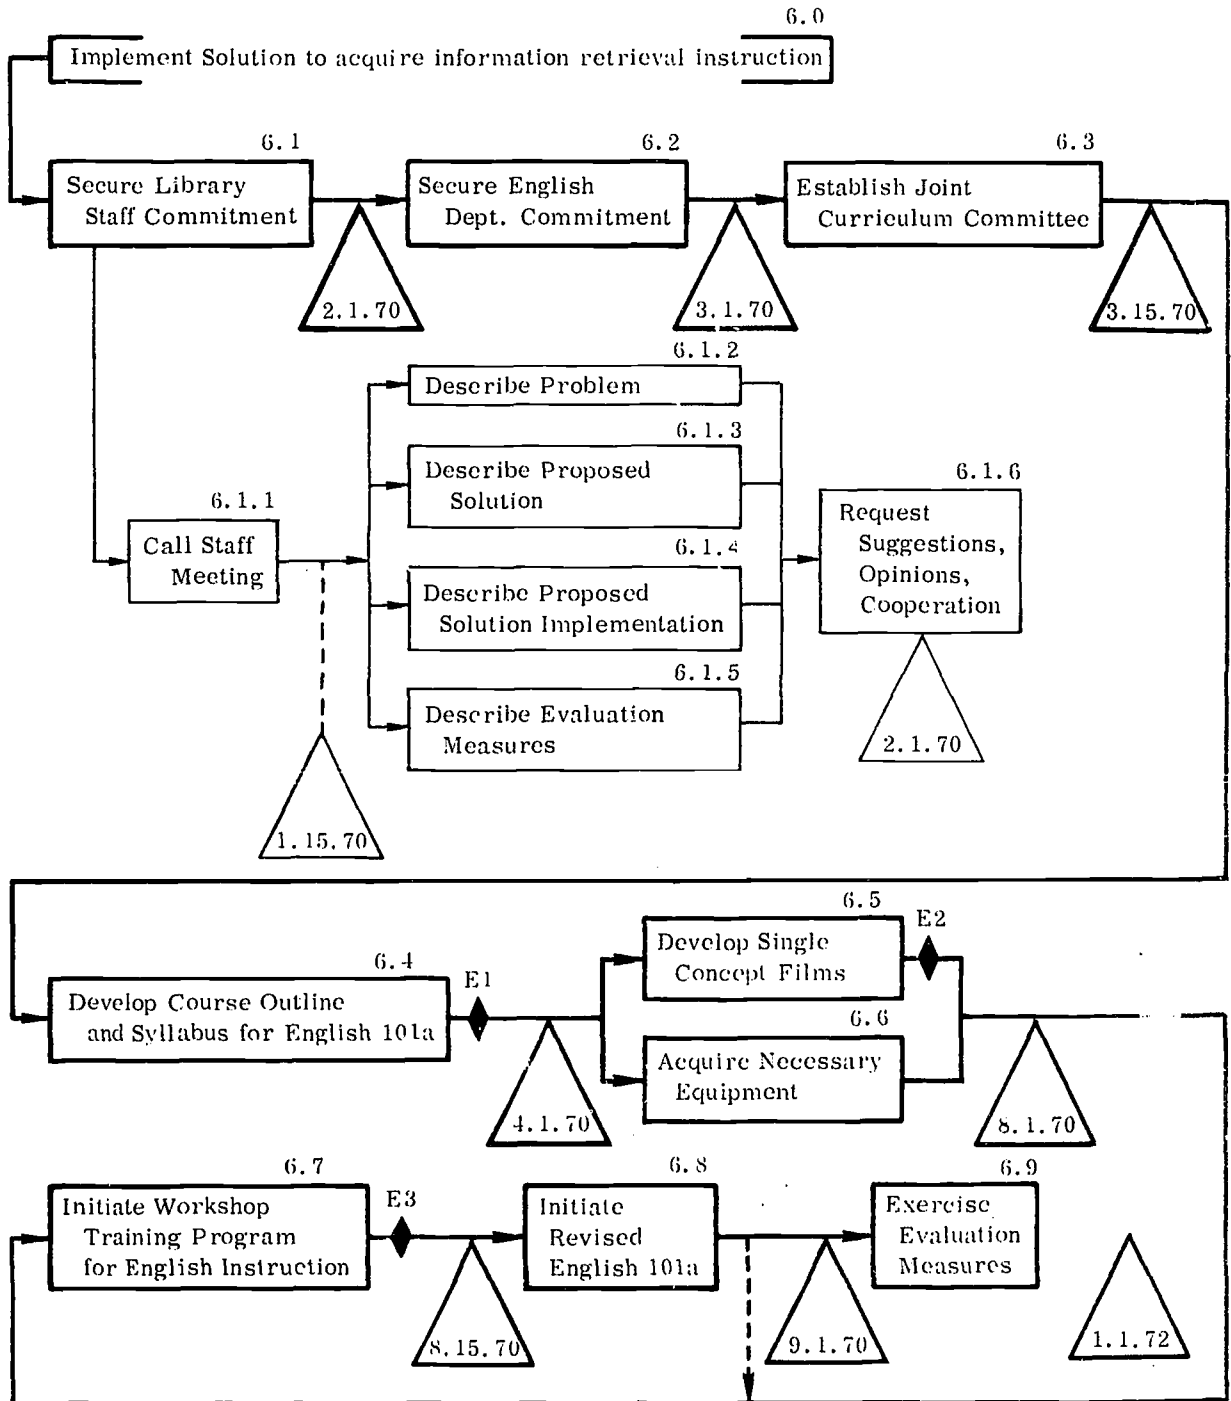 6.0
Implement Solution to acquire information retrieval instruction
6.1
Secure Library
Staff Commitment
6.2
Secure English
Dept. Commitment
6.3
Establish Joint
Curriculum Committee
2.1.70
3.1.70
3.15.70
6.1.2
Describe Problem
6.1.3
Describe Proposed
Solution
6.1.1
Call Staff
Meeting
6.1.4
Describe Proposed
Solution Implementation
6.1.5
Describe Evaluation
Measures
6.1.6
Request
Suggestions,
Opinions,
Cooperation
2.1.70
1.15.70
6.4
Develop Course Outline
and Syllabus for English 101a
E1
4.1.70
6.5
Develop Single
Concept Films
E2
6.6
Acquire Necessary
Equipment
8.1.70
6.7
Initiate Workshop
Training Program
for English Instruction
E3
8.15.70
6.8
Initiate
Revised
English 101a
9.1.70
6.9
Exercise
Evaluation
Measures
1.1.72